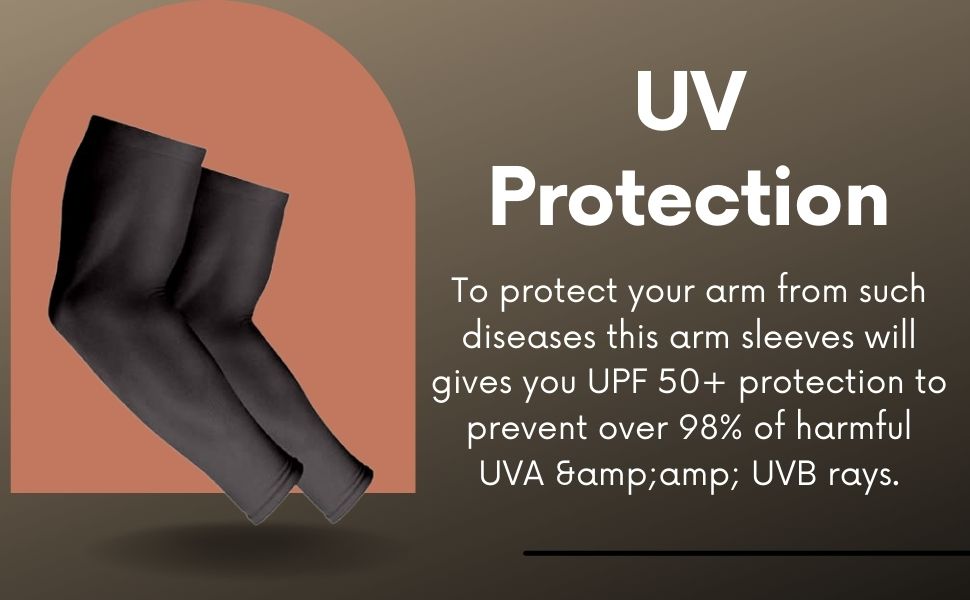 UV
Protection
To protect your arm from such
diseases this arm sleeves will
gives you UPF 50+ protection to
prevent over 98% of harmful
UVA &amp;amp; UVB rays.